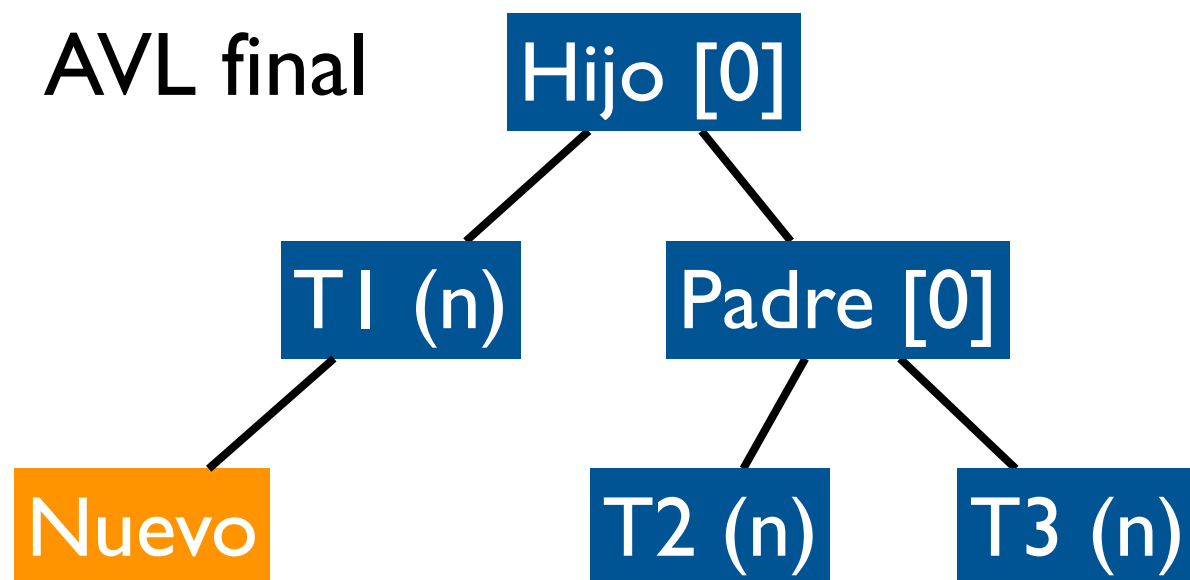 AVL final
Hijo [0]
T1 (n)
Padre [0]
Nuevo
T2 (n)
T3 (n)